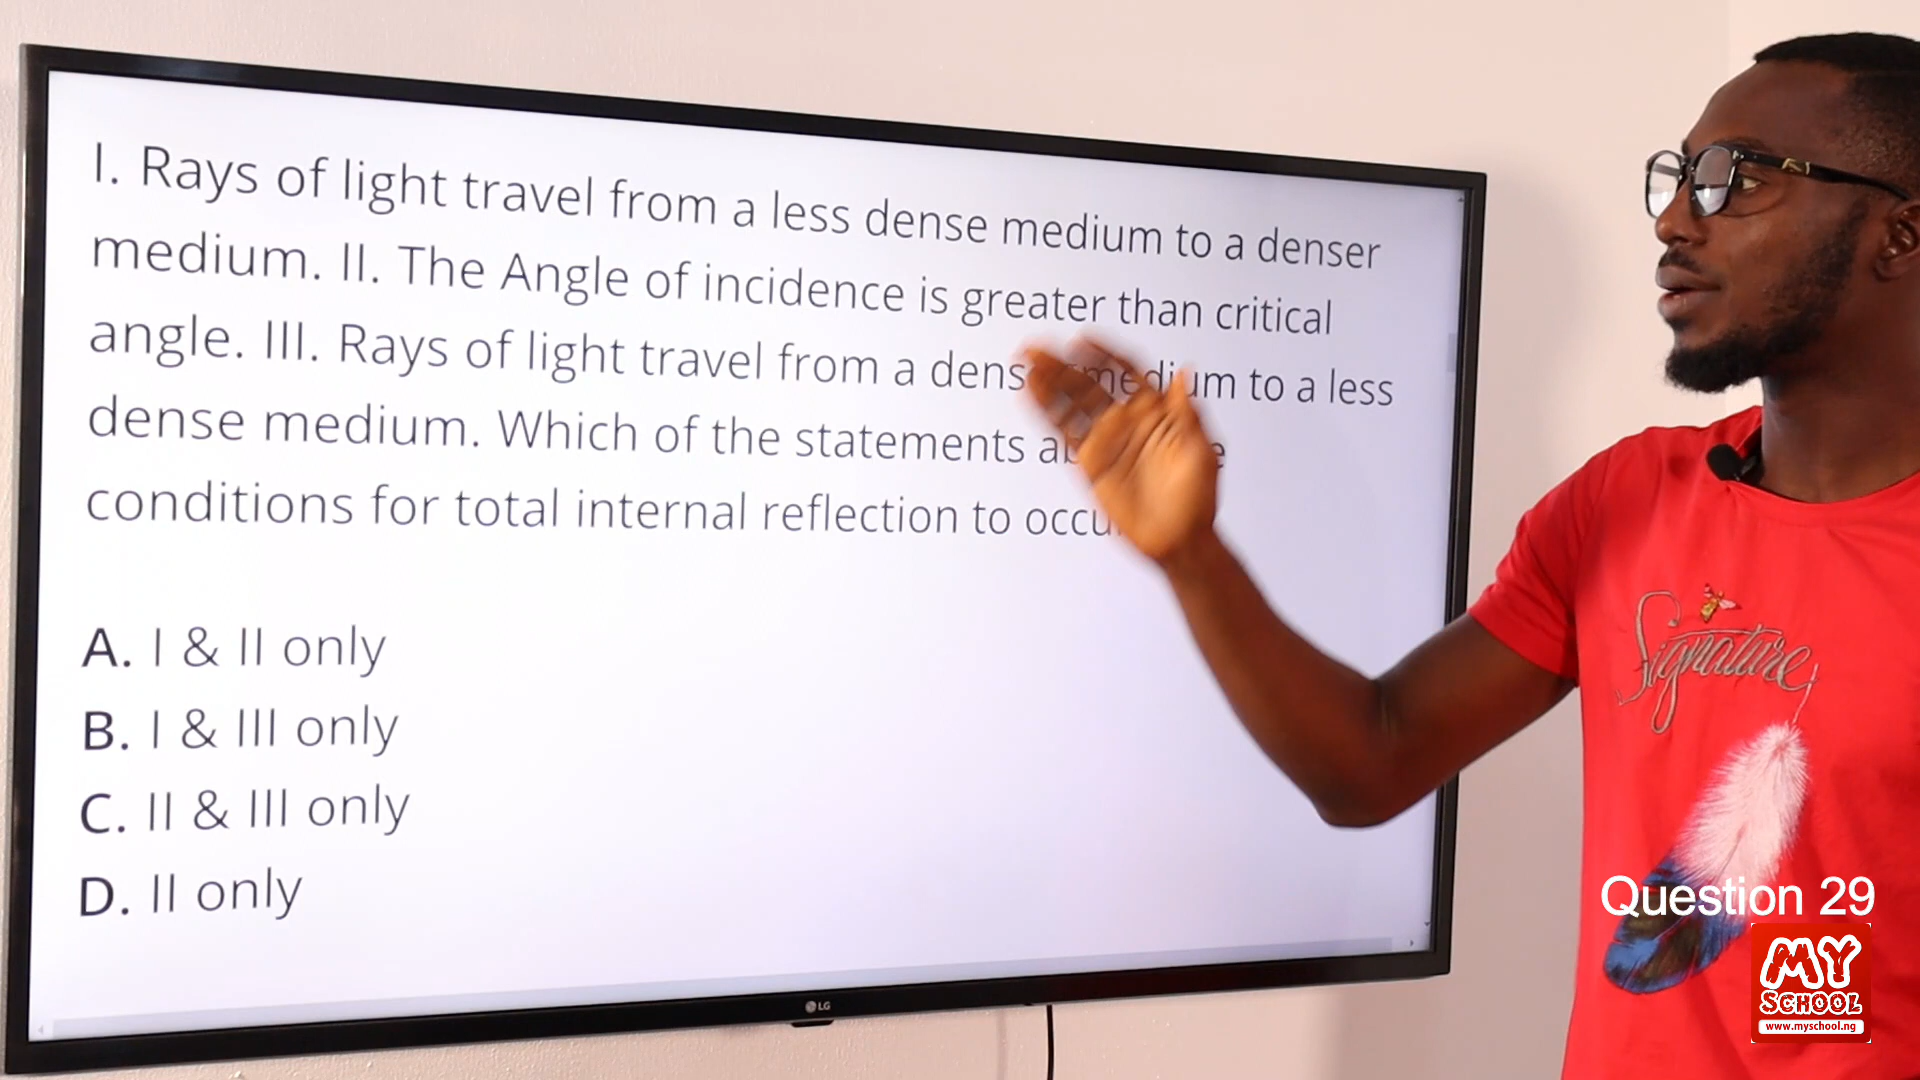 I. Rays of light travel from a less dense medium to a denser
medium. II. The Angle of incidence is greater than critical
angle. III. Rays of light travel from a medium to a less
dense medium. Which of the statements
conditions for total internal reflection to
A. I & II only
B. I & III only
C. II & III only
D. II only
LG
Signature
Question 29
MY
SCHOOL
www.myschool.ng